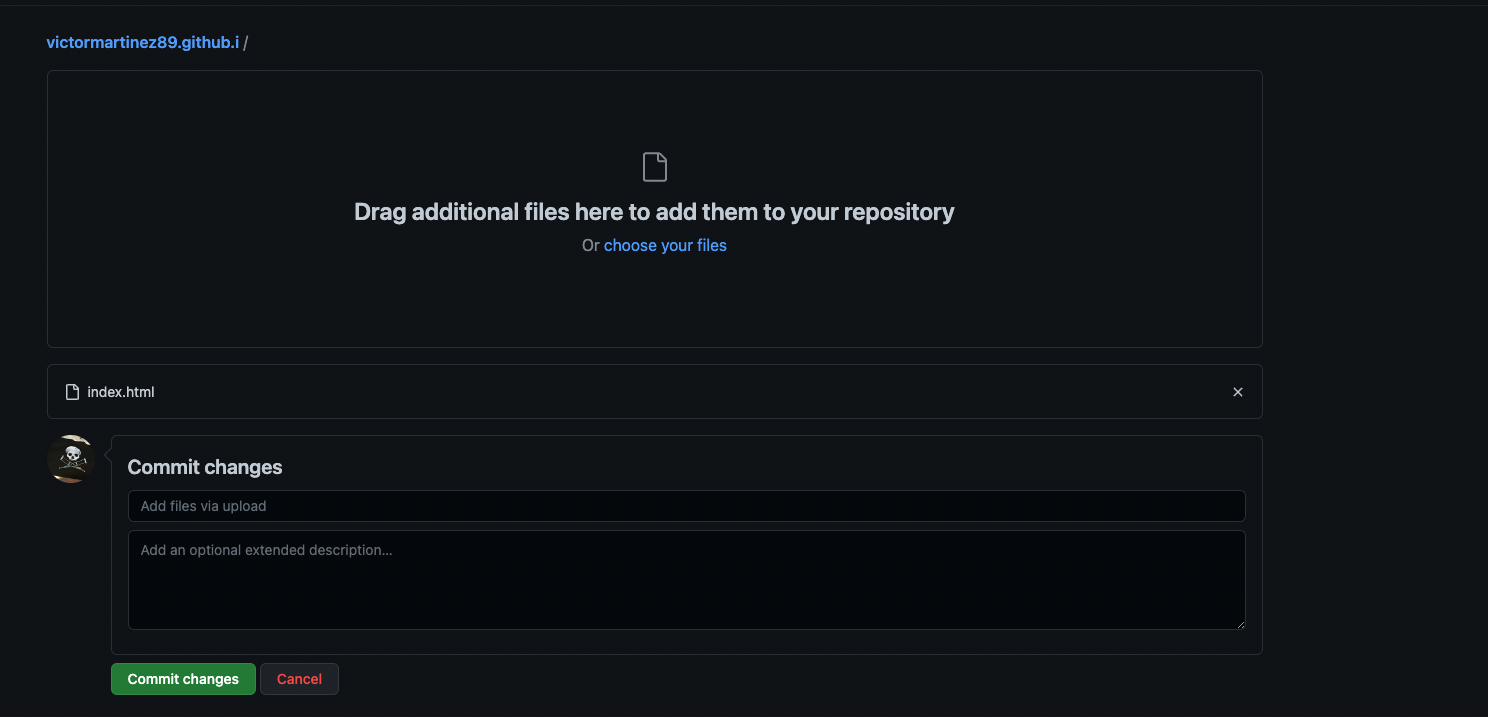 victormartinez89.github.i /
Drag additional files here to add them to your repository
Or choose your files
index.html
Commit changes
Add files via upload
Add an optional extended description...
Commit changes
Cancel